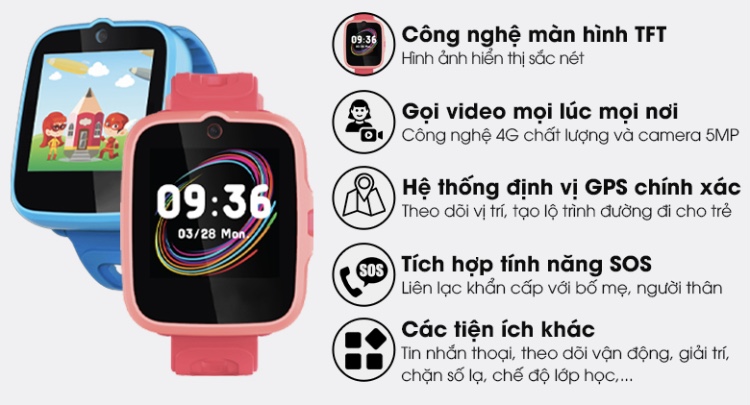 09:36
03/28 Mon.
09:36
Công nghệ màn hình TFT
Hình ảnh hiển thị sắc nét
Gọi video mọi lúc mọi nơi
Công nghệ 4G chất lượng và camera 5MP
Hệ thống định vị GPS chính xác
Theo dõi vị trí, tạo lộ trình đường đi cho trẻ
SOS
Tích hợp tính năng SOS
Liên lạc khẩn cấp với bố mẹ, người thân
Các tiện ích khác
Tin nhắn thoại, theo dõi vận động, giải trí,
chặn số lạ, chế độ lớp học,...